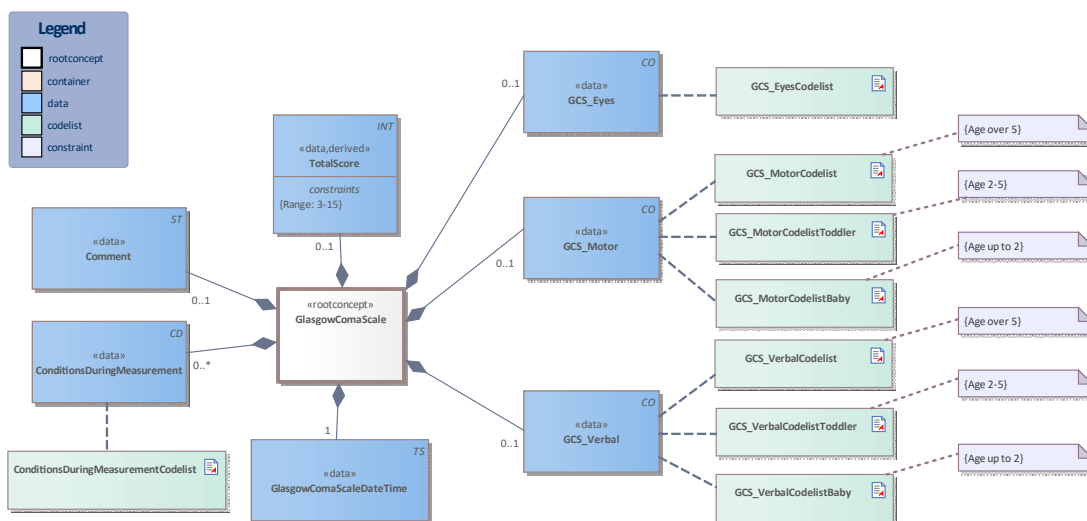 Legend
rootconcept
container
data
codelist
constraint
INT
«data,derived»
TotalScore
constraints
{Range: 3-15}
0..1
ST
«data»
Comment
0..1
CD
«data»
ConditionsDuringMeasurement
0..*
ConditionsDuringMeasurementCodelist
«rootconcept»
GlasgowComaScale
1
TS
«data»
GlasgowComaScaleDateTime
CO
«data»
GCS_Eyes
0..1
GCS_EyesCodelist
CO
«data»
GCS_Motor
0..1
GCS_MotorCodelist
{Age over 5}
GCS_MotorCodelistToddler
{Age 2-5}
GCS_MotorCodelistBaby
{Age up to 2}
CO
«data»
GCS_Verbal
0..1
GCS_VerbalCodelist
{Age over 5}
GCS_VerbalCodelistToddler
{Age 2-5}
GCS_VerbalCodelistBaby
{Age up to 2}